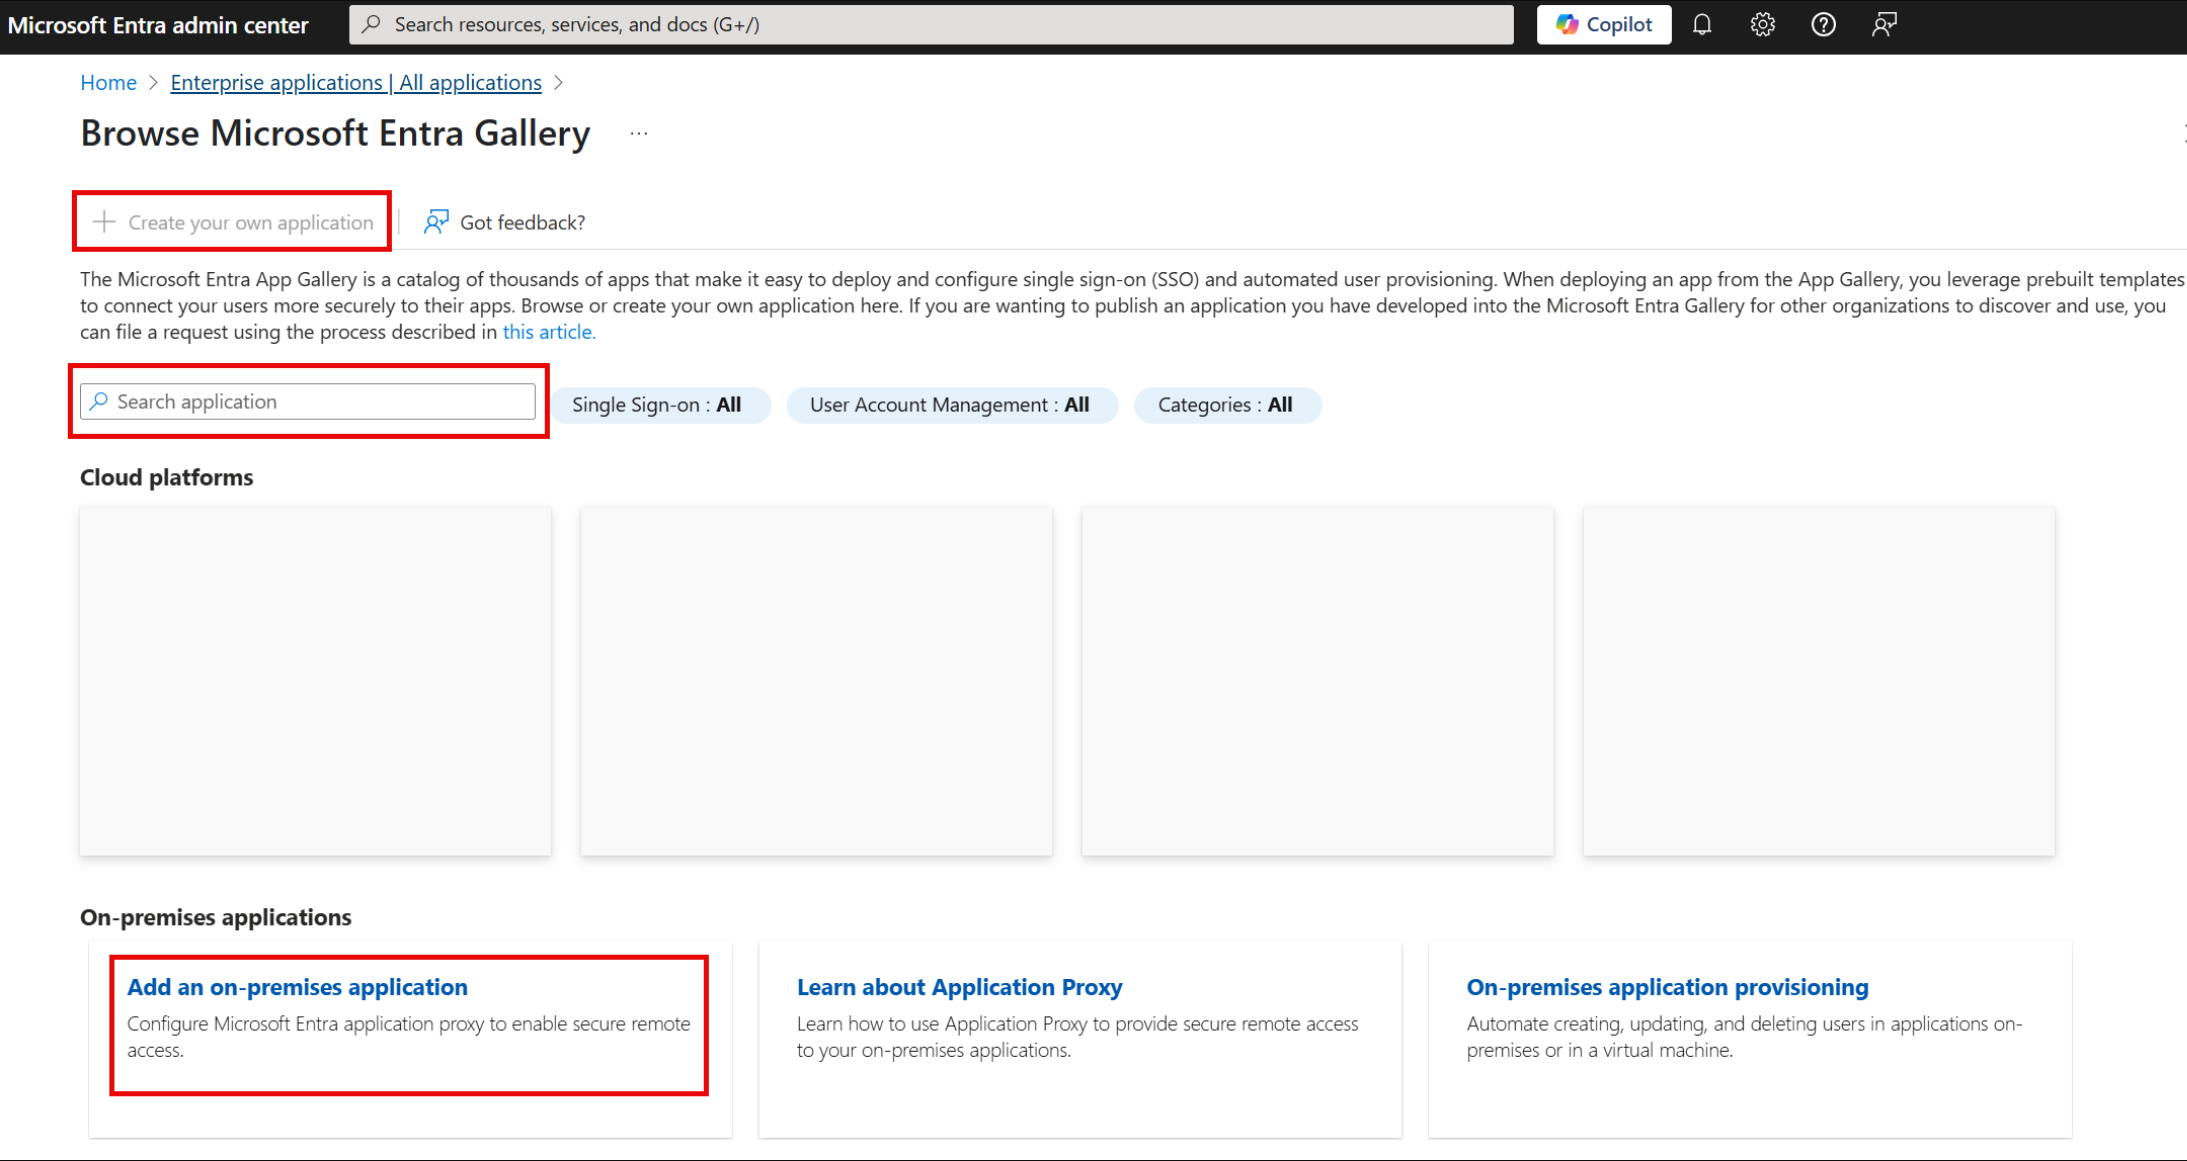 Microsoft Entra admin center
Search resources, services, and docs (G+/)
Copilot
Home > Enterprise applications | All applications >
Browse Microsoft Entra Gallery ...
+ Create your own application
Got feedback?
The Microsoft Entra App Gallery is a catalog of thousands of apps that make it easy to deploy and configure single sign-on (SSO) and automated user provisioning. When deploying an app from the App Gallery, you leverage prebuilt templates
to connect your users more securely to their apps. Browse or create your own application here. If you are wanting to publish an application you have developed into the Microsoft Entra Gallery for other organizations to discover and use, you
can file a request using the process described in this article.
Search application
Single Sign-on : All
User Account Management : All
Categories : All
Cloud platforms
On-premises applications
Add an on-premises application
Configure Microsoft Entra application proxy to enable secure remote
access.
Learn about Application Proxy
Learn how to use Application Proxy to provide secure remote access
to your on-premises applications.
On-premises application provisioning
Automate creating, updating, and deleting users in applications on-
premises or in a virtual machine.